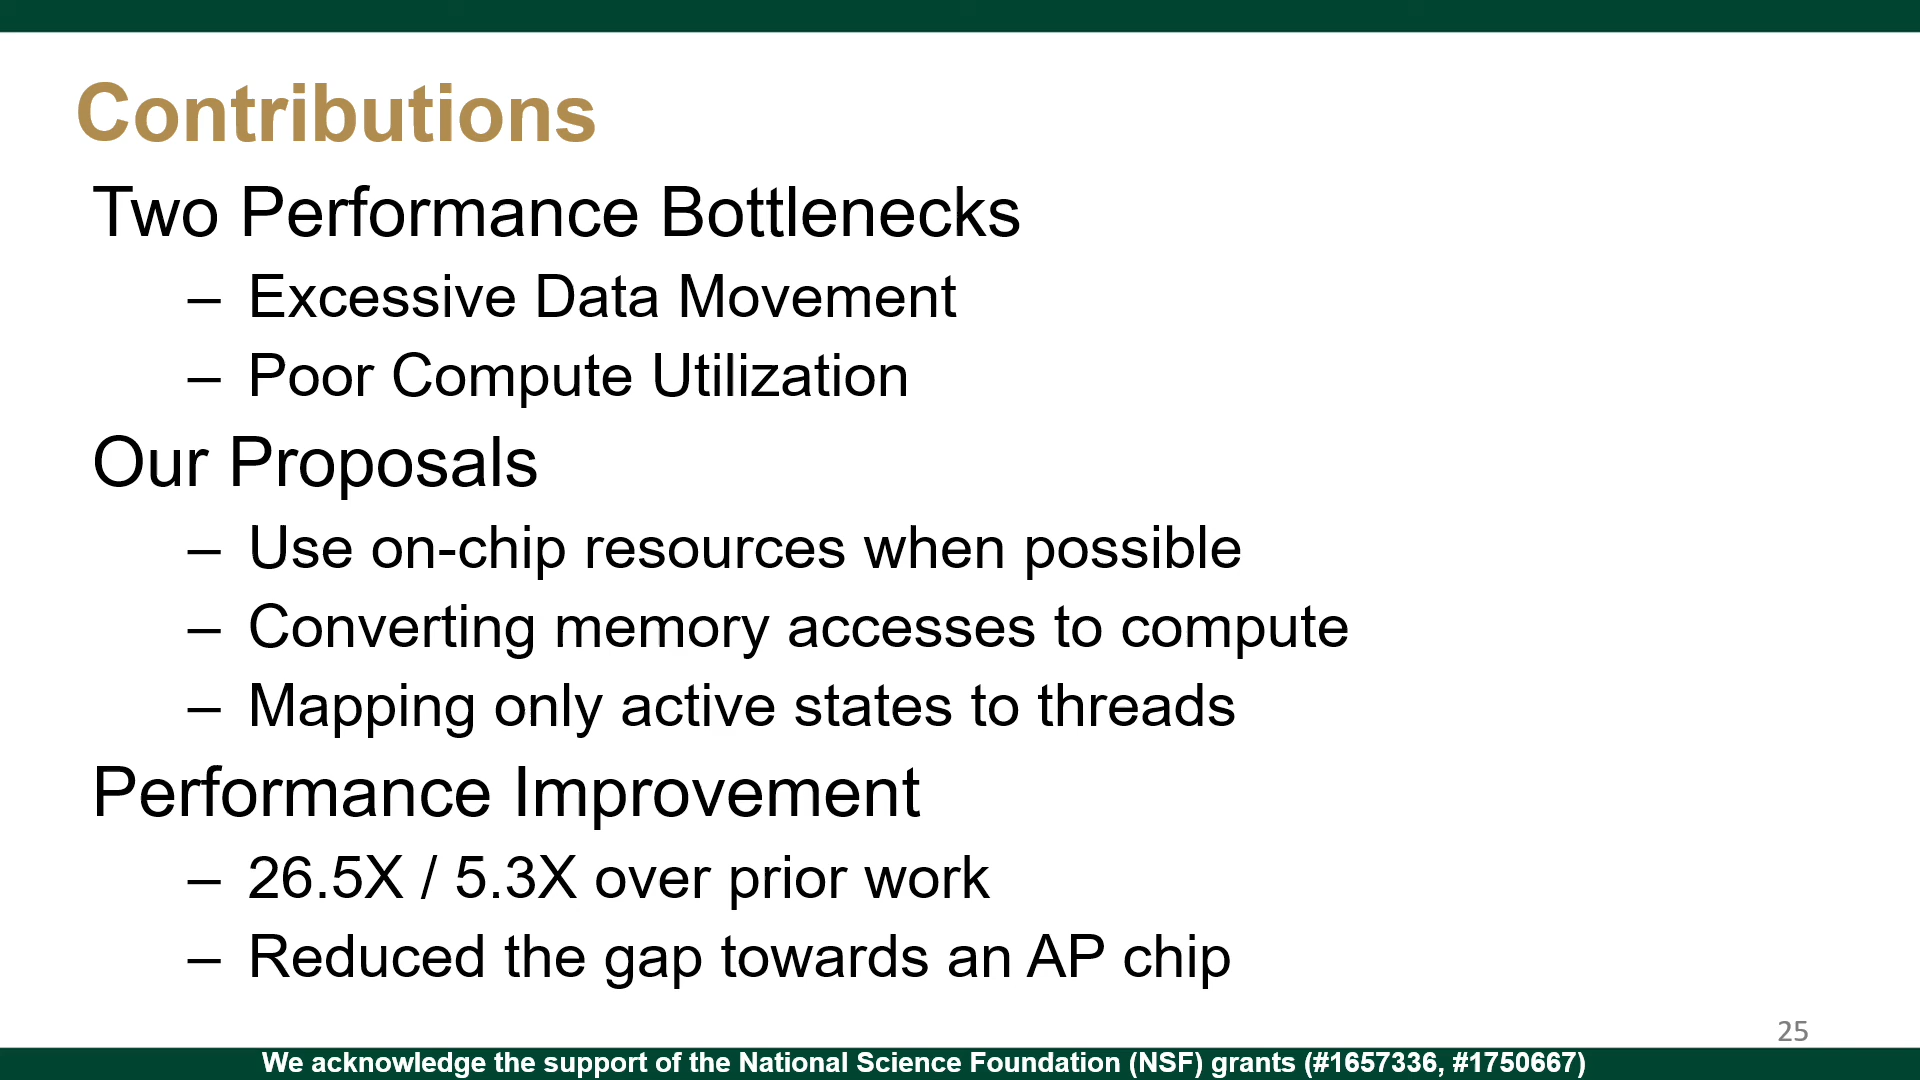 Contributions
Two Performance Bottlenecks
– Excessive Data Movement
– Poor Compute Utilization
Our Proposals
– Use on-chip resources when possible
– Converting memory accesses to compute
– Mapping only active states to threads
Performance Improvement
– 26.5X / 5.3X over prior work
– Reduced the gap towards an AP chip
25
We acknowledge the support of the National Science Foundation (NSF) grants (#1657336, #1750667)